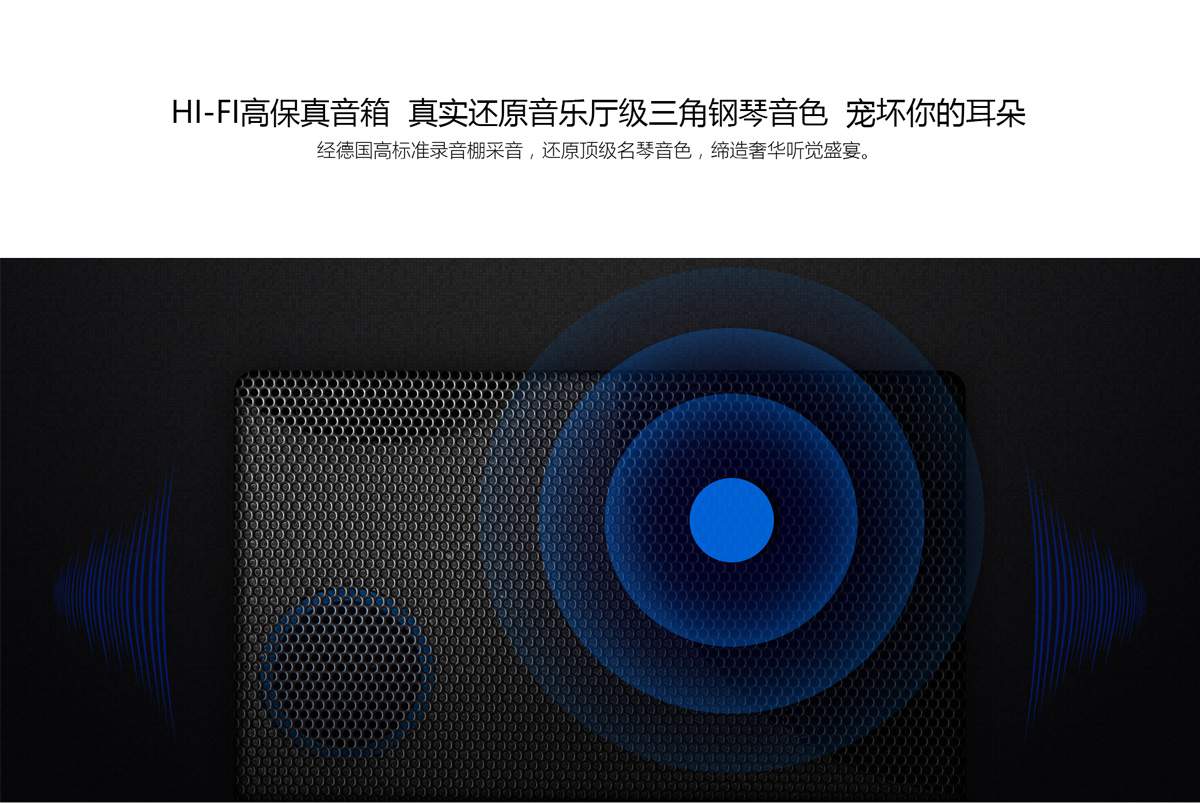 HI-FI高保真音箱 真实还原音乐厅级三角钢琴音色 宠坏你的耳朵
经德国高标准录音棚采音，还原顶级名琴音色，缔造奢华听觉盛宴。